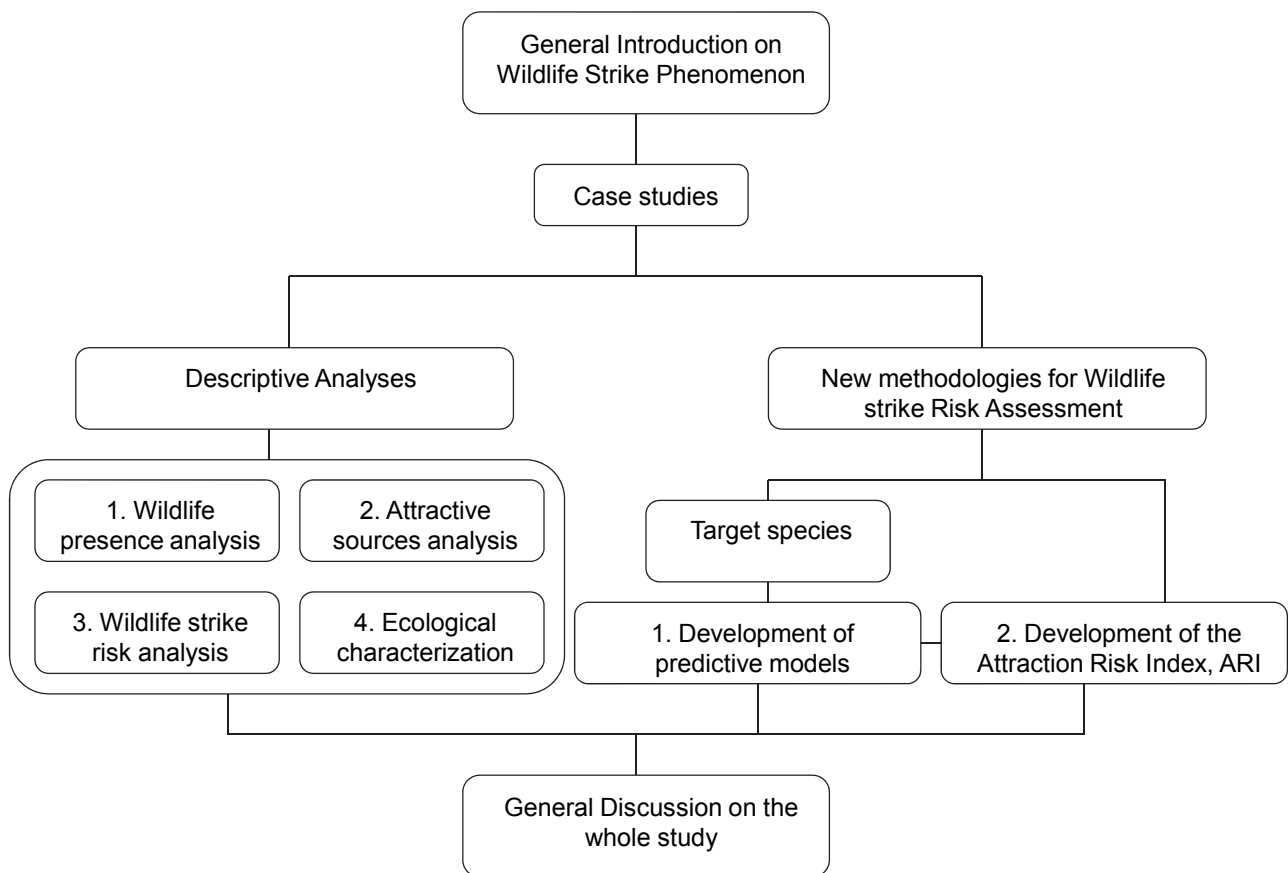 General Introduction on
Wildlife Strike Phenomenon
Case studies
Descriptive Analyses
New methodologies for Wildlife
strike Risk Assessment
1. Wildlife
presence analysis
2. Attractive
sources analysis
3. Wildlife strike
risk analysis
4. Ecological
characterization
Target species
1. Development of
predictive models
2. Development of the
Attraction Risk Index, ARI
General Discussion on the
whole study